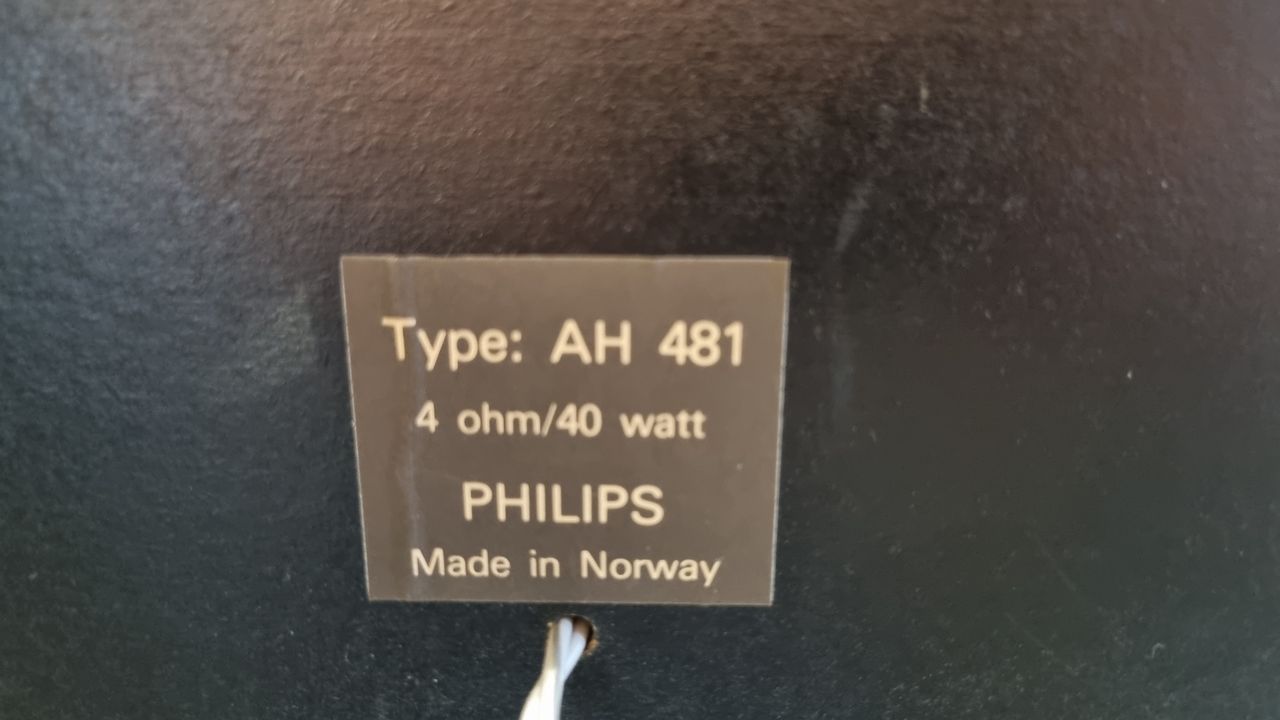 Type: AH 481
4 ohm/40 watt
PHILIPS
Made in Norway